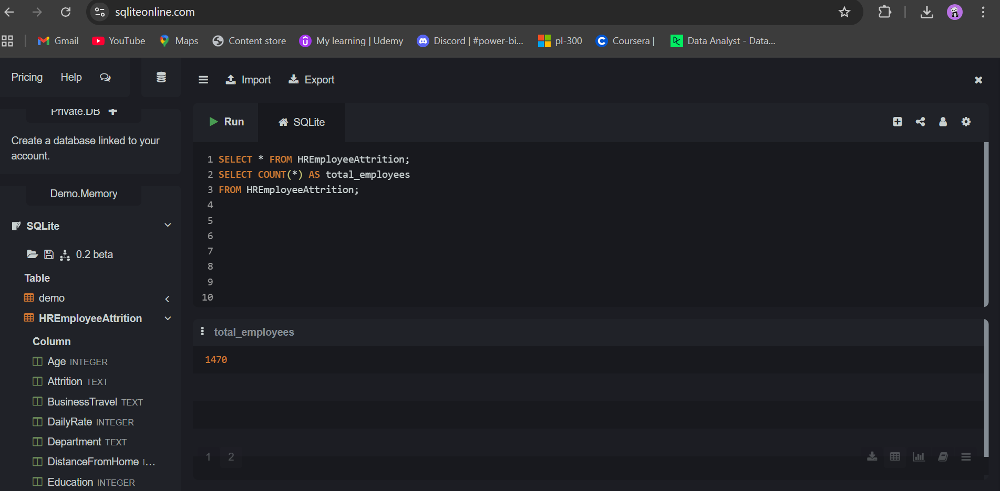 sqliteonline.com
Gmail YouTube Maps Content store My learning | Udemy Discord | #power-bi... pl-300 Coursera | Data Analyst - Data...
Pricing Help
Import Export
Private.DB
Create a database linked to your
account.
Demo.Memory
SQLite
0.2 beta
Table
demo
HREmployeeAttrition
Column
Age INTEGER
Attrition TEXT
BusinessTravel TEXT
DailyRate INTEGER
Department TEXT
DistanceFromHome I...
Education INTEGER
Run SQLite
1 SELECT * FROM HREmployeeAttrition;
2 SELECT COUNT(*) AS total_employees
3 FROM HREmployeeAttrition;
4
5
6
7
8
9
10
total_employees
1470
1 2